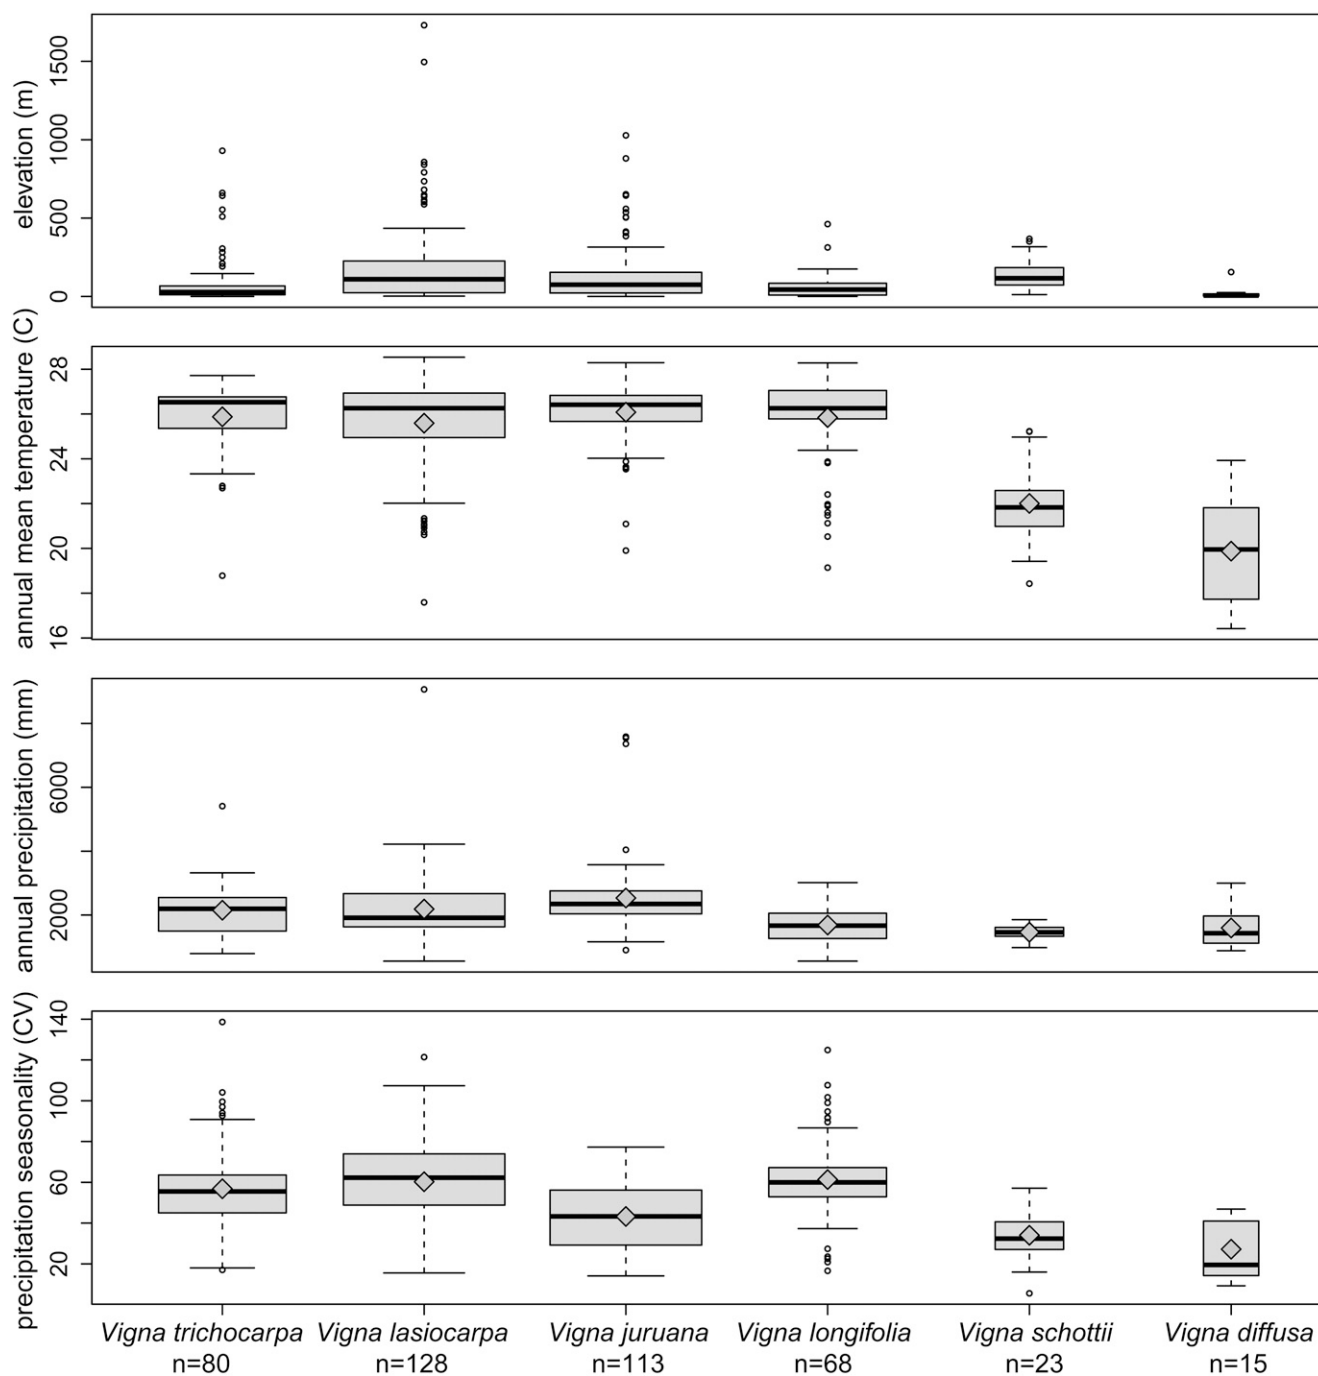 elevation (m)
1500
1000
500
0
annual mean temperature (C)
28
24
20
16
annual precipitation (mm)
6000
2000
precipitation seasonality (CV)
140
100
60
20
Vigna trichocarpa Vigna lasiocarpa Vigna juruana Vigna longifolia Vigna schottii Vigna diffusa
n=80 n=128 n=113 n=68 n=23 n=15